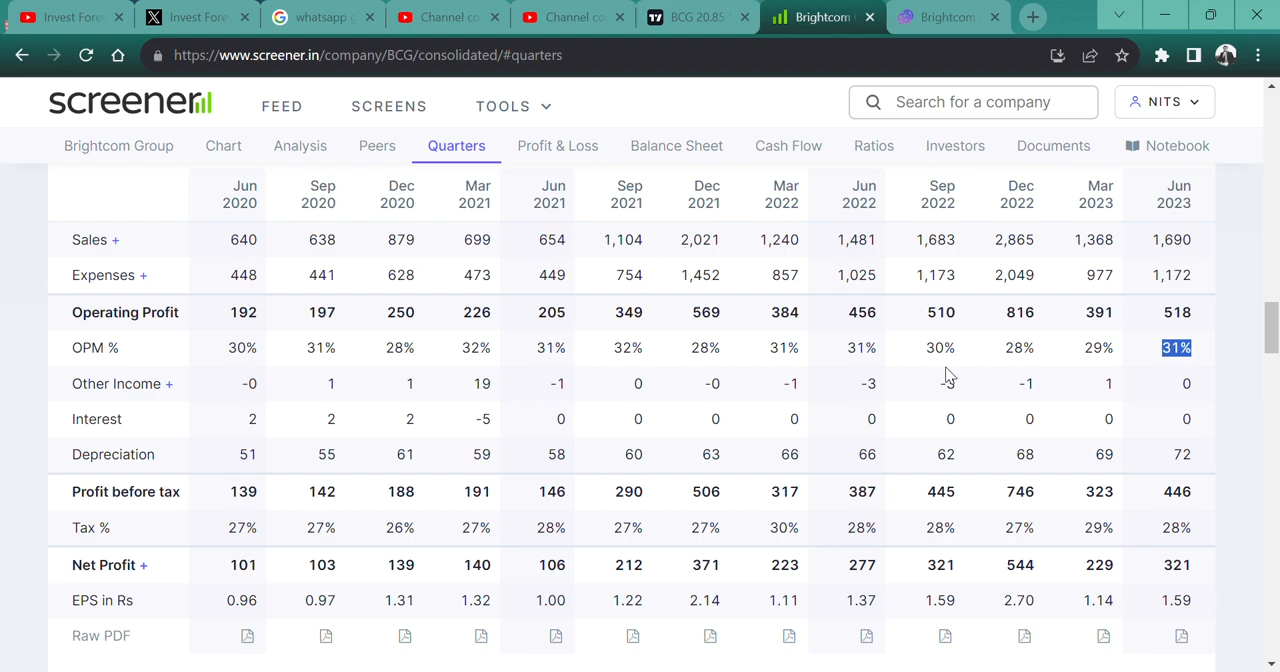 Invest Fore
Invest Fore
whatsapp g
Channel co
Channel co
BCG 20.85
Brightcom
Brightcom
https://www.screener.in/company/BCG/consolidated/#quarters
screener
FEED
SCREENS
TOOLS
Search for a company
NITS
Brightcom Group
Chart
Analysis
Peers
Quarters
Profit & Loss
Balance Sheet
Cash Flow
Ratios
Investors
Documents
Notebook
Jun 2020 Sep 2020 Dec 2020 Mar 2021 Jun 2021 Sep 2021 Dec 2021 Mar 2022 Jun 2022 Sep 2022 Dec 2022 Mar 2023 Jun 2023
Sales + 640 638 879 699 654 1,104 2,021 1,240 1,481 1,683 2,865 1,368 1,690
Expenses + 448 441 628 473 449 754 1,452 857 1,025 1,173 2,049 977 1,172
Operating Profit 192 197 250 226 205 349 569 384 456 510 816 391 518
OPM % 30% 31% 28% 32% 31% 32% 28% 31% 31% 30% 28% 29% 31%
Other Income + -0 1 1 19 -1 0 -0 -1 -3 -3 -1 1 0
Interest 2 2 2 -5 0 0 0 0 0 0 0 0 0
Depreciation 51 55 61 59 58 60 63 66 66 62 68 69 72
Profit before tax 139 142 188 191 146 290 506 317 387 445 746 323 446
Tax % 27% 27% 26% 27% 28% 27% 27% 30% 28% 28% 27% 29% 28%
Net Profit + 101 103 139 140 106 212 371 223 277 321 544 229 321
EPS in Rs 0.96 0.97 1.31 1.32 1.00 1.22 2.14 1.11 1.37 1.59 2.70 1.14 1.59
Raw PDF